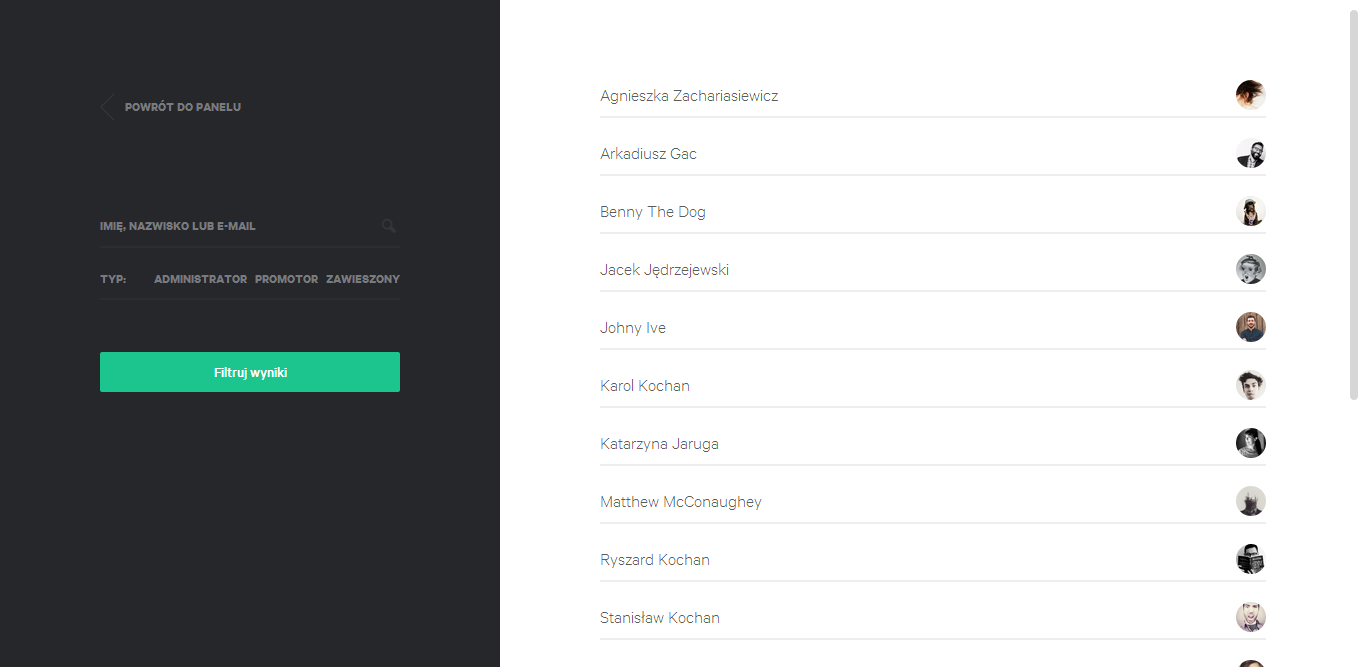 POWRÓT DO PANELU
IMIĘ, NAZWISKO LUB E-MAIL
TYP: ADMINISTRATOR PROMOTOR ZAWIESZONY
Filtruj wyniki
Agnieszka Zachariasiewicz
Arkadiusz Gac
Benny The Dog
Jacek Jędrzejewski
Johny Ive
Karol Kochan
Katarzyna Jaruga
Matthew McConaughey
Ryszard Kochan
Stanisław Kochan